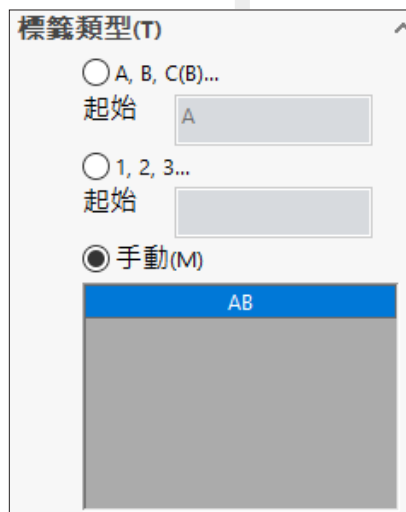 標籤類型(T)
A, B, C(B)...
起始
A
1, 2, 3...
起始
手動(M)
AB